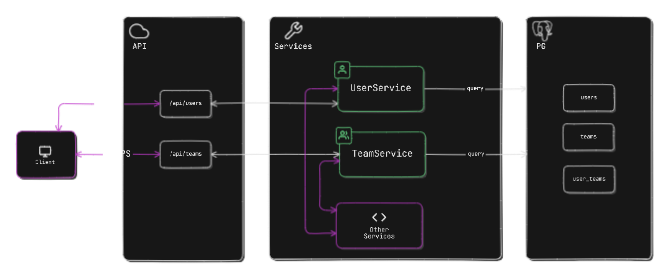 API
Services
PG
UserService
/api/users
query
users
Client
PS
/api/teams
TeamService
query
teams
user_teams
Other
Services